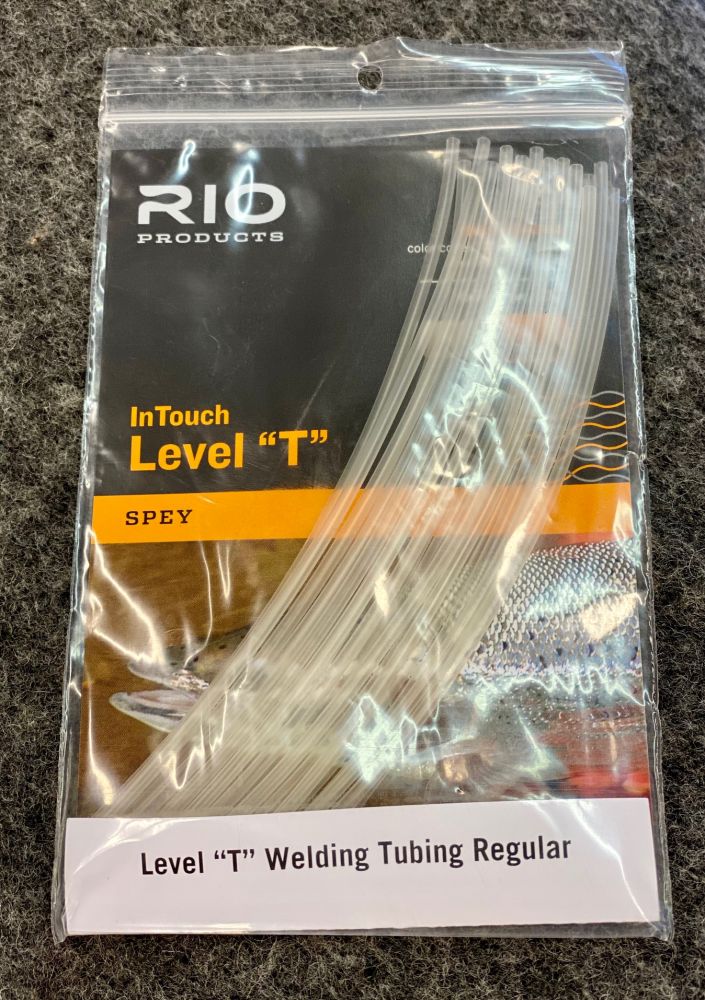 RIO
PRODUCTS
InTouch
Level “T”
SPEY
Level “T” Welding Tubing Regular